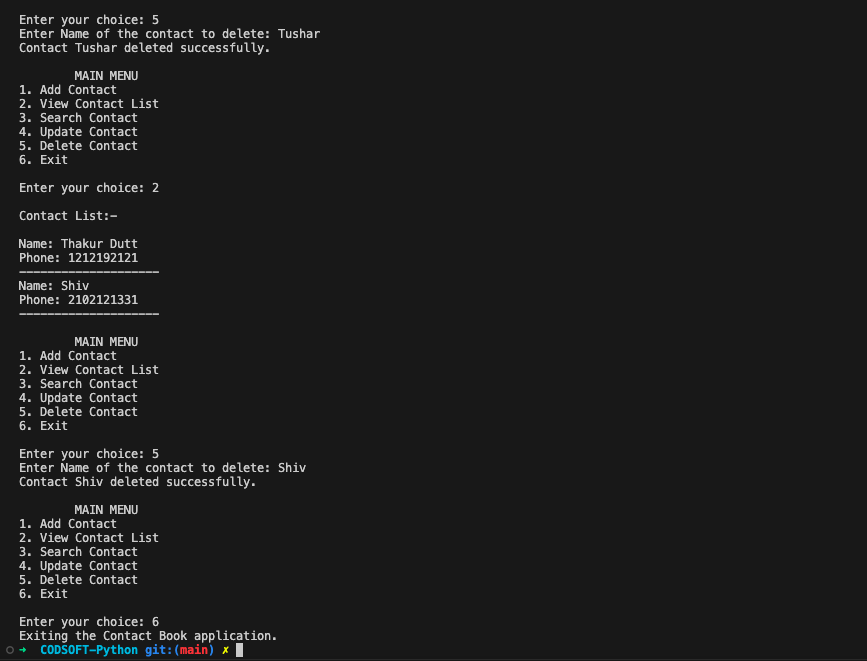 Enter your choice: 5
Enter Name of the contact to delete: Tushar
Contact Tushar deleted successfully.
MAIN MENU
1. Add Contact
2. View Contact List
3. Search Contact
4. Update Contact
5. Delete Contact
6. Exit
Enter your choice: 2
Contact List:-
Name: Thakur Dutt
Phone: 1212192121
--------------------
Name: Shiv
Phone: 2102121331
--------------------
MAIN MENU
1. Add Contact
2. View Contact List
3. Search Contact
4. Update Contact
5. Delete Contact
6. Exit
Enter your choice: 5
Enter Name of the contact to delete: Shiv
Contact Shiv deleted successfully.
MAIN MENU
1. Add Contact
2. View Contact List
3. Search Contact
4. Update Contact
5. Delete Contact
6. Exit
Enter your choice: 6
Exiting the Contact Book application.
➜ CODSOFT-Python git:(main) ✗